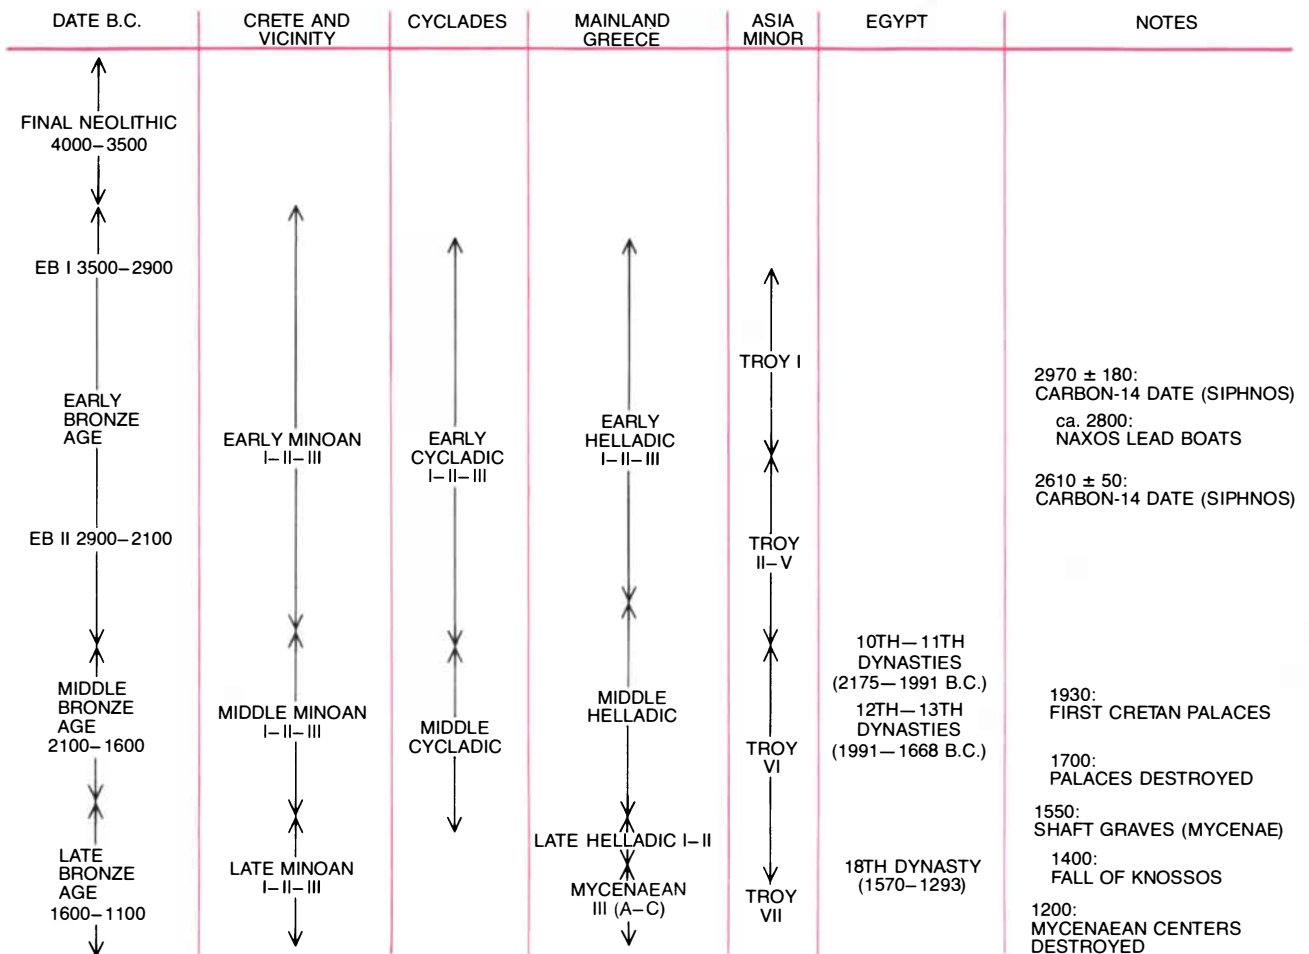 DATE B.C.
CRETE AND
VICINITY
CYCLADES
MAINLAND
GREECE
ASIA
MINOR
EGYPT
NOTES
FINAL NEOLITHIC
4000–3500
EB I 3500–2900
EARLY
BRONZE
AGE
EB II 2900–2100
MIDDLE
BRONZE
AGE
2100–1600
LATE
BRONZE
AGE
1600–1100
EARLY MINOAN
I–II–III
MIDDLE MINOAN
I–II–III
LATE MINOAN
I–II–III
EARLY
CYCLADIC
I–II–III
MIDDLE
CYCLADIC
EARLY
HELLADIC
I–II–III
MIDDLE
HELLADIC
LATE HELLADIC I–II
MYCENAEAN
III (A–C)
TROY I
TROY
II–V
TROY
VI
TROY
VII
10TH—11TH
DYNASTIES
(2175—1991 B.C.)
12TH—13TH
DYNASTIES
(1991—1668 B.C.)
18TH DYNASTY
(1570–1293)
2970 ± 180:
CARBON-14 DATE (SIPHNOS)
ca. 2800:
NAXOS LEAD BOATS
2610 ± 50:
CARBON-14 DATE (SIPHNOS)
1930:
FIRST CRETAN PALACES
1700:
PALACES DESTROYED
1550:
SHAFT GRAVES (MYCENAE)
1400:
FALL OF KNOSSOS
1200:
MYCENAEAN CENTERS
DESTROYED